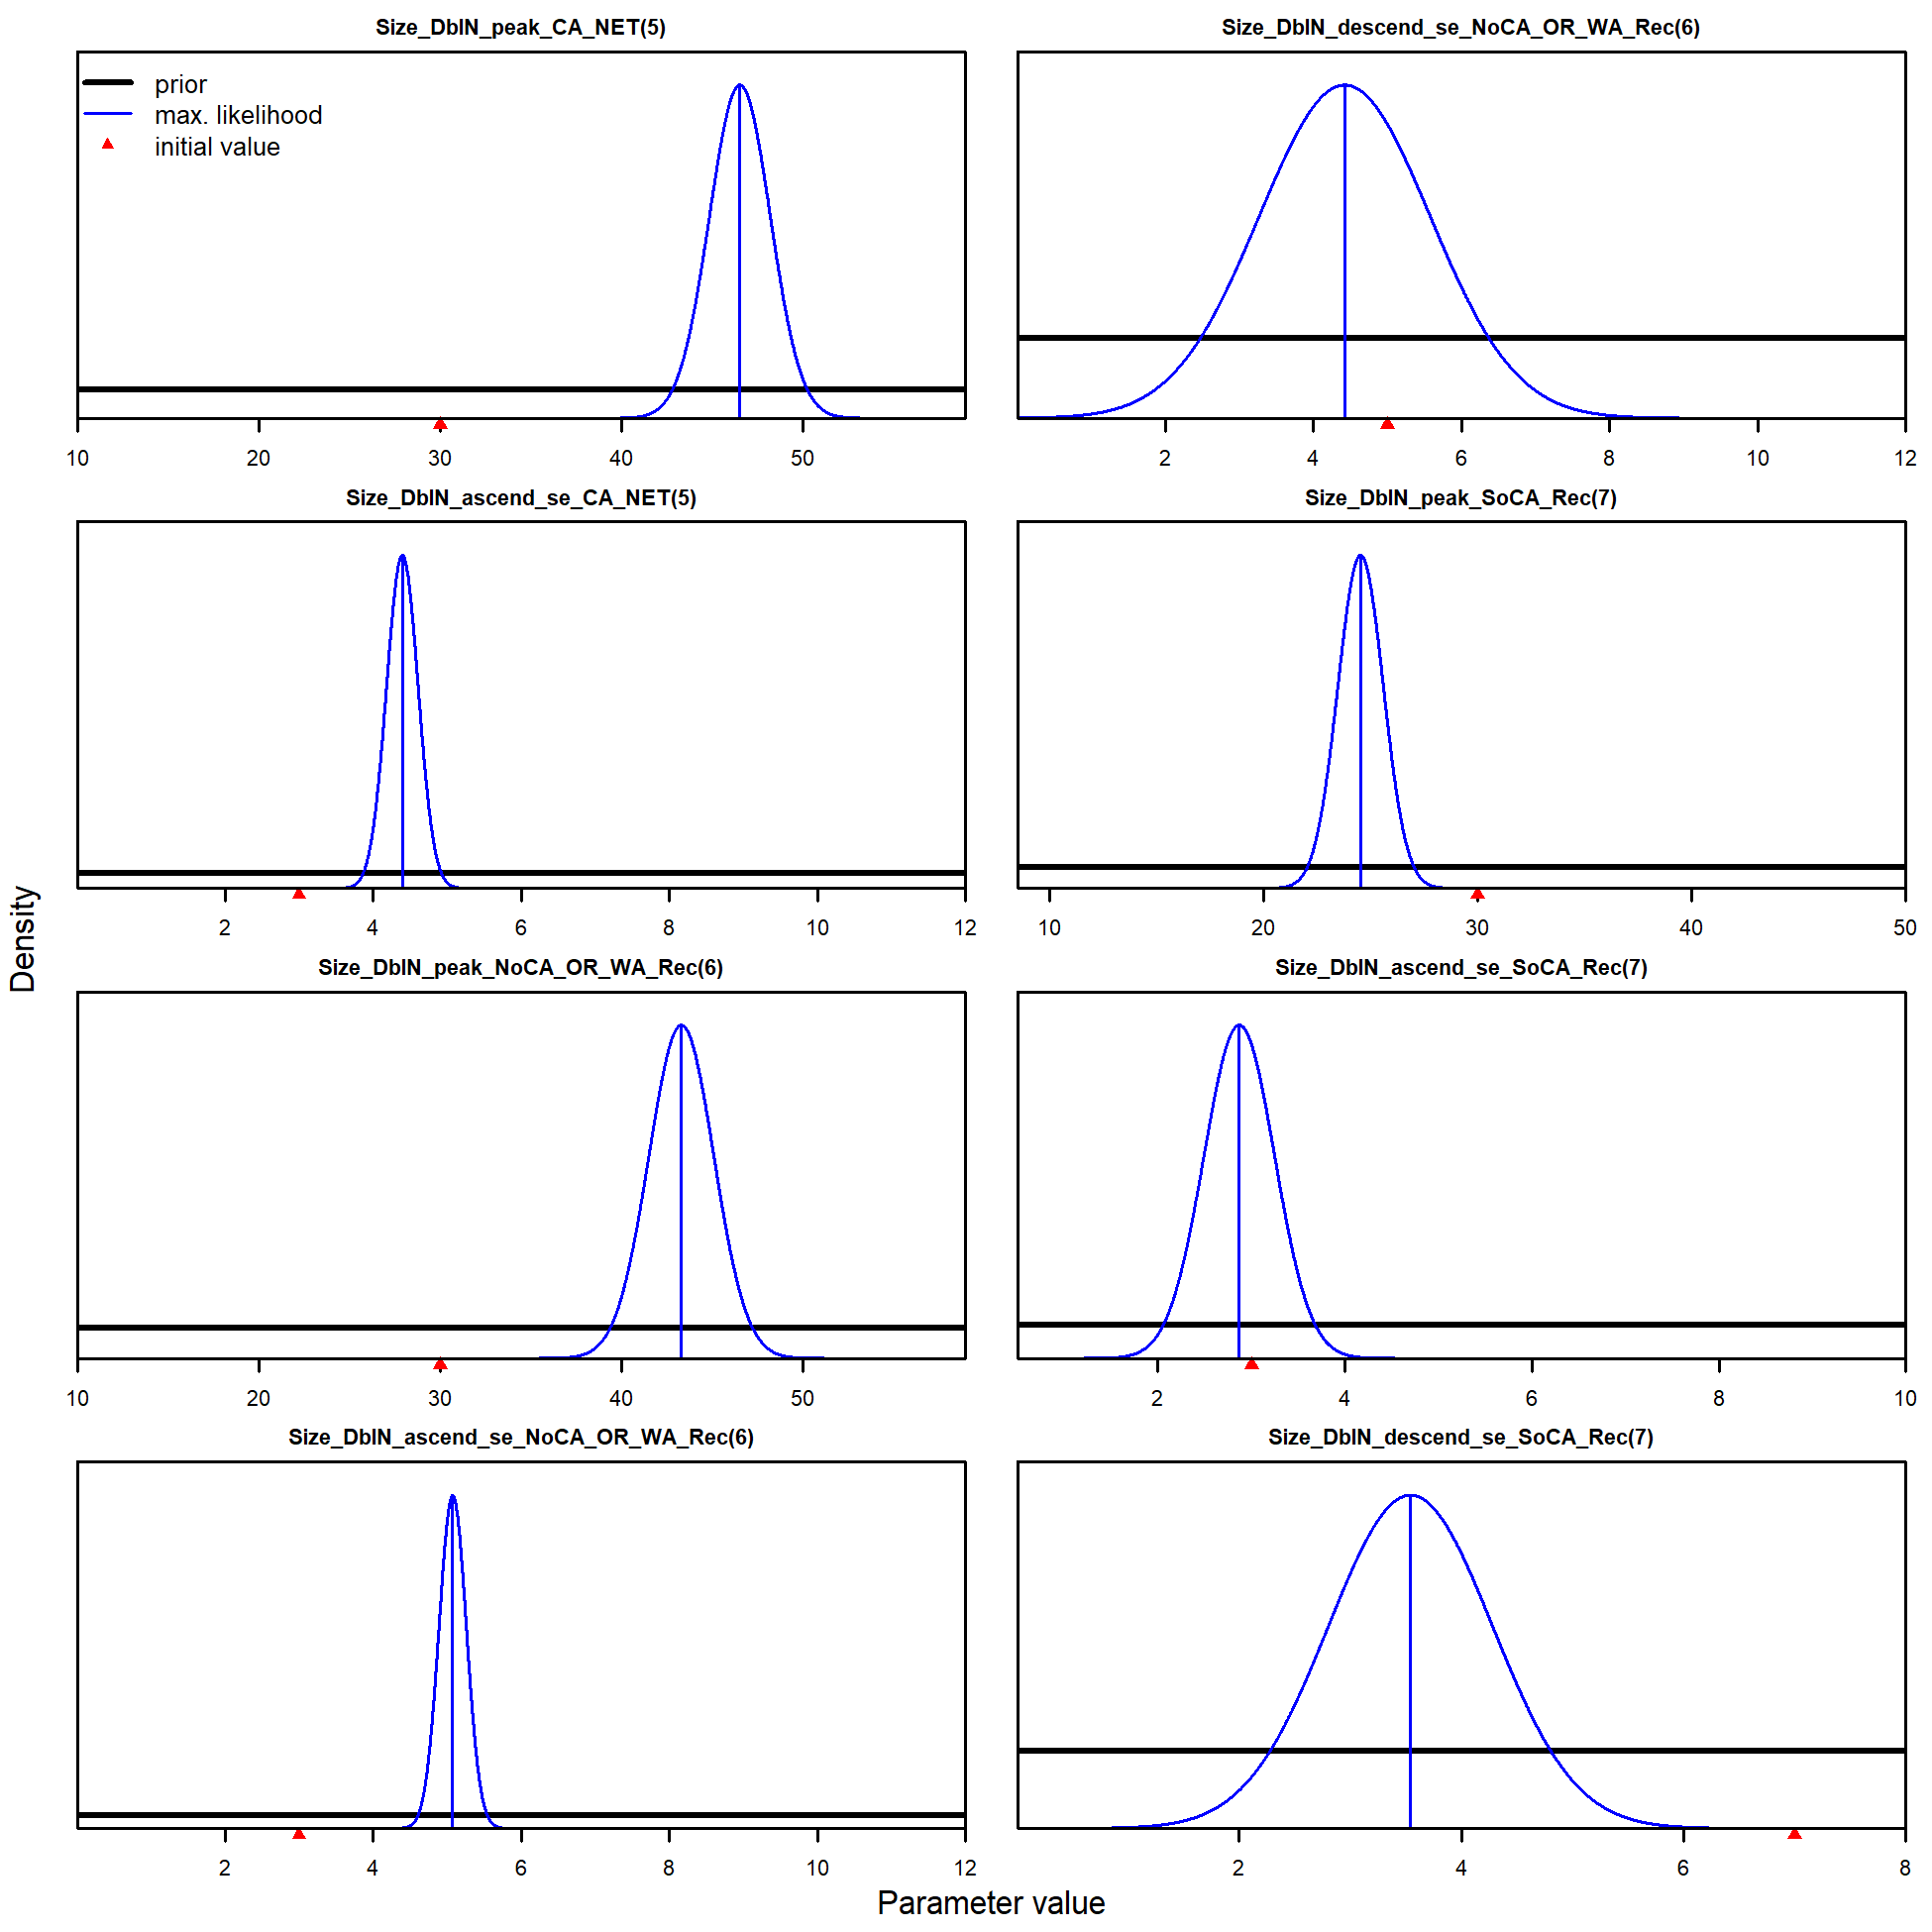 Size_DblN_peak_CA_NET(5)
prior
max. likelihood
initial value
10 20 30 40 50
Size_DblN_descend_se_NoCA_OR_WA_Rec(6)
2 4 6 8 10 12
Size_DblN_ascend_se_CA_NET(5)
2 4 6 8 10 12
Size_DblN_peak_SoCA_Rec(7)
10 20 30 40 50
Size_DblN_peak_NoCA_OR_WA_Rec(6)
10 20 30 40 50
Size_DblN_ascend_se_SoCA_Rec(7)
2 4 6 8 10
Size_DblN_ascend_se_NoCA_OR_WA_Rec(6)
2 4 6 8 10 12
Size_DblN_descend_se_SoCA_Rec(7)
2 4 6 8
Density
Parameter value